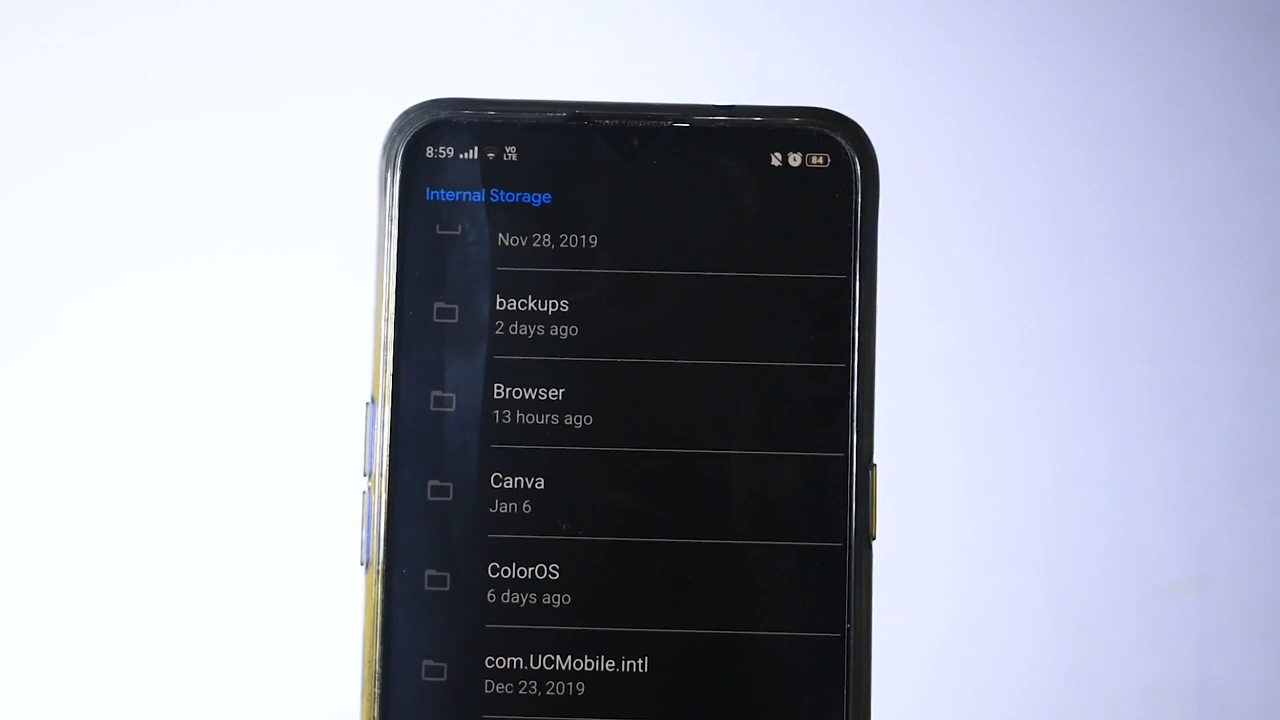 8:59 VO LTE 84
Internal Storage
Nov 28, 2019
backups
2 days ago
Browser
13 hours ago
Canva
Jan 6
ColorOS
6 days ago
com.UCMobile.intl
Dec 23, 2019